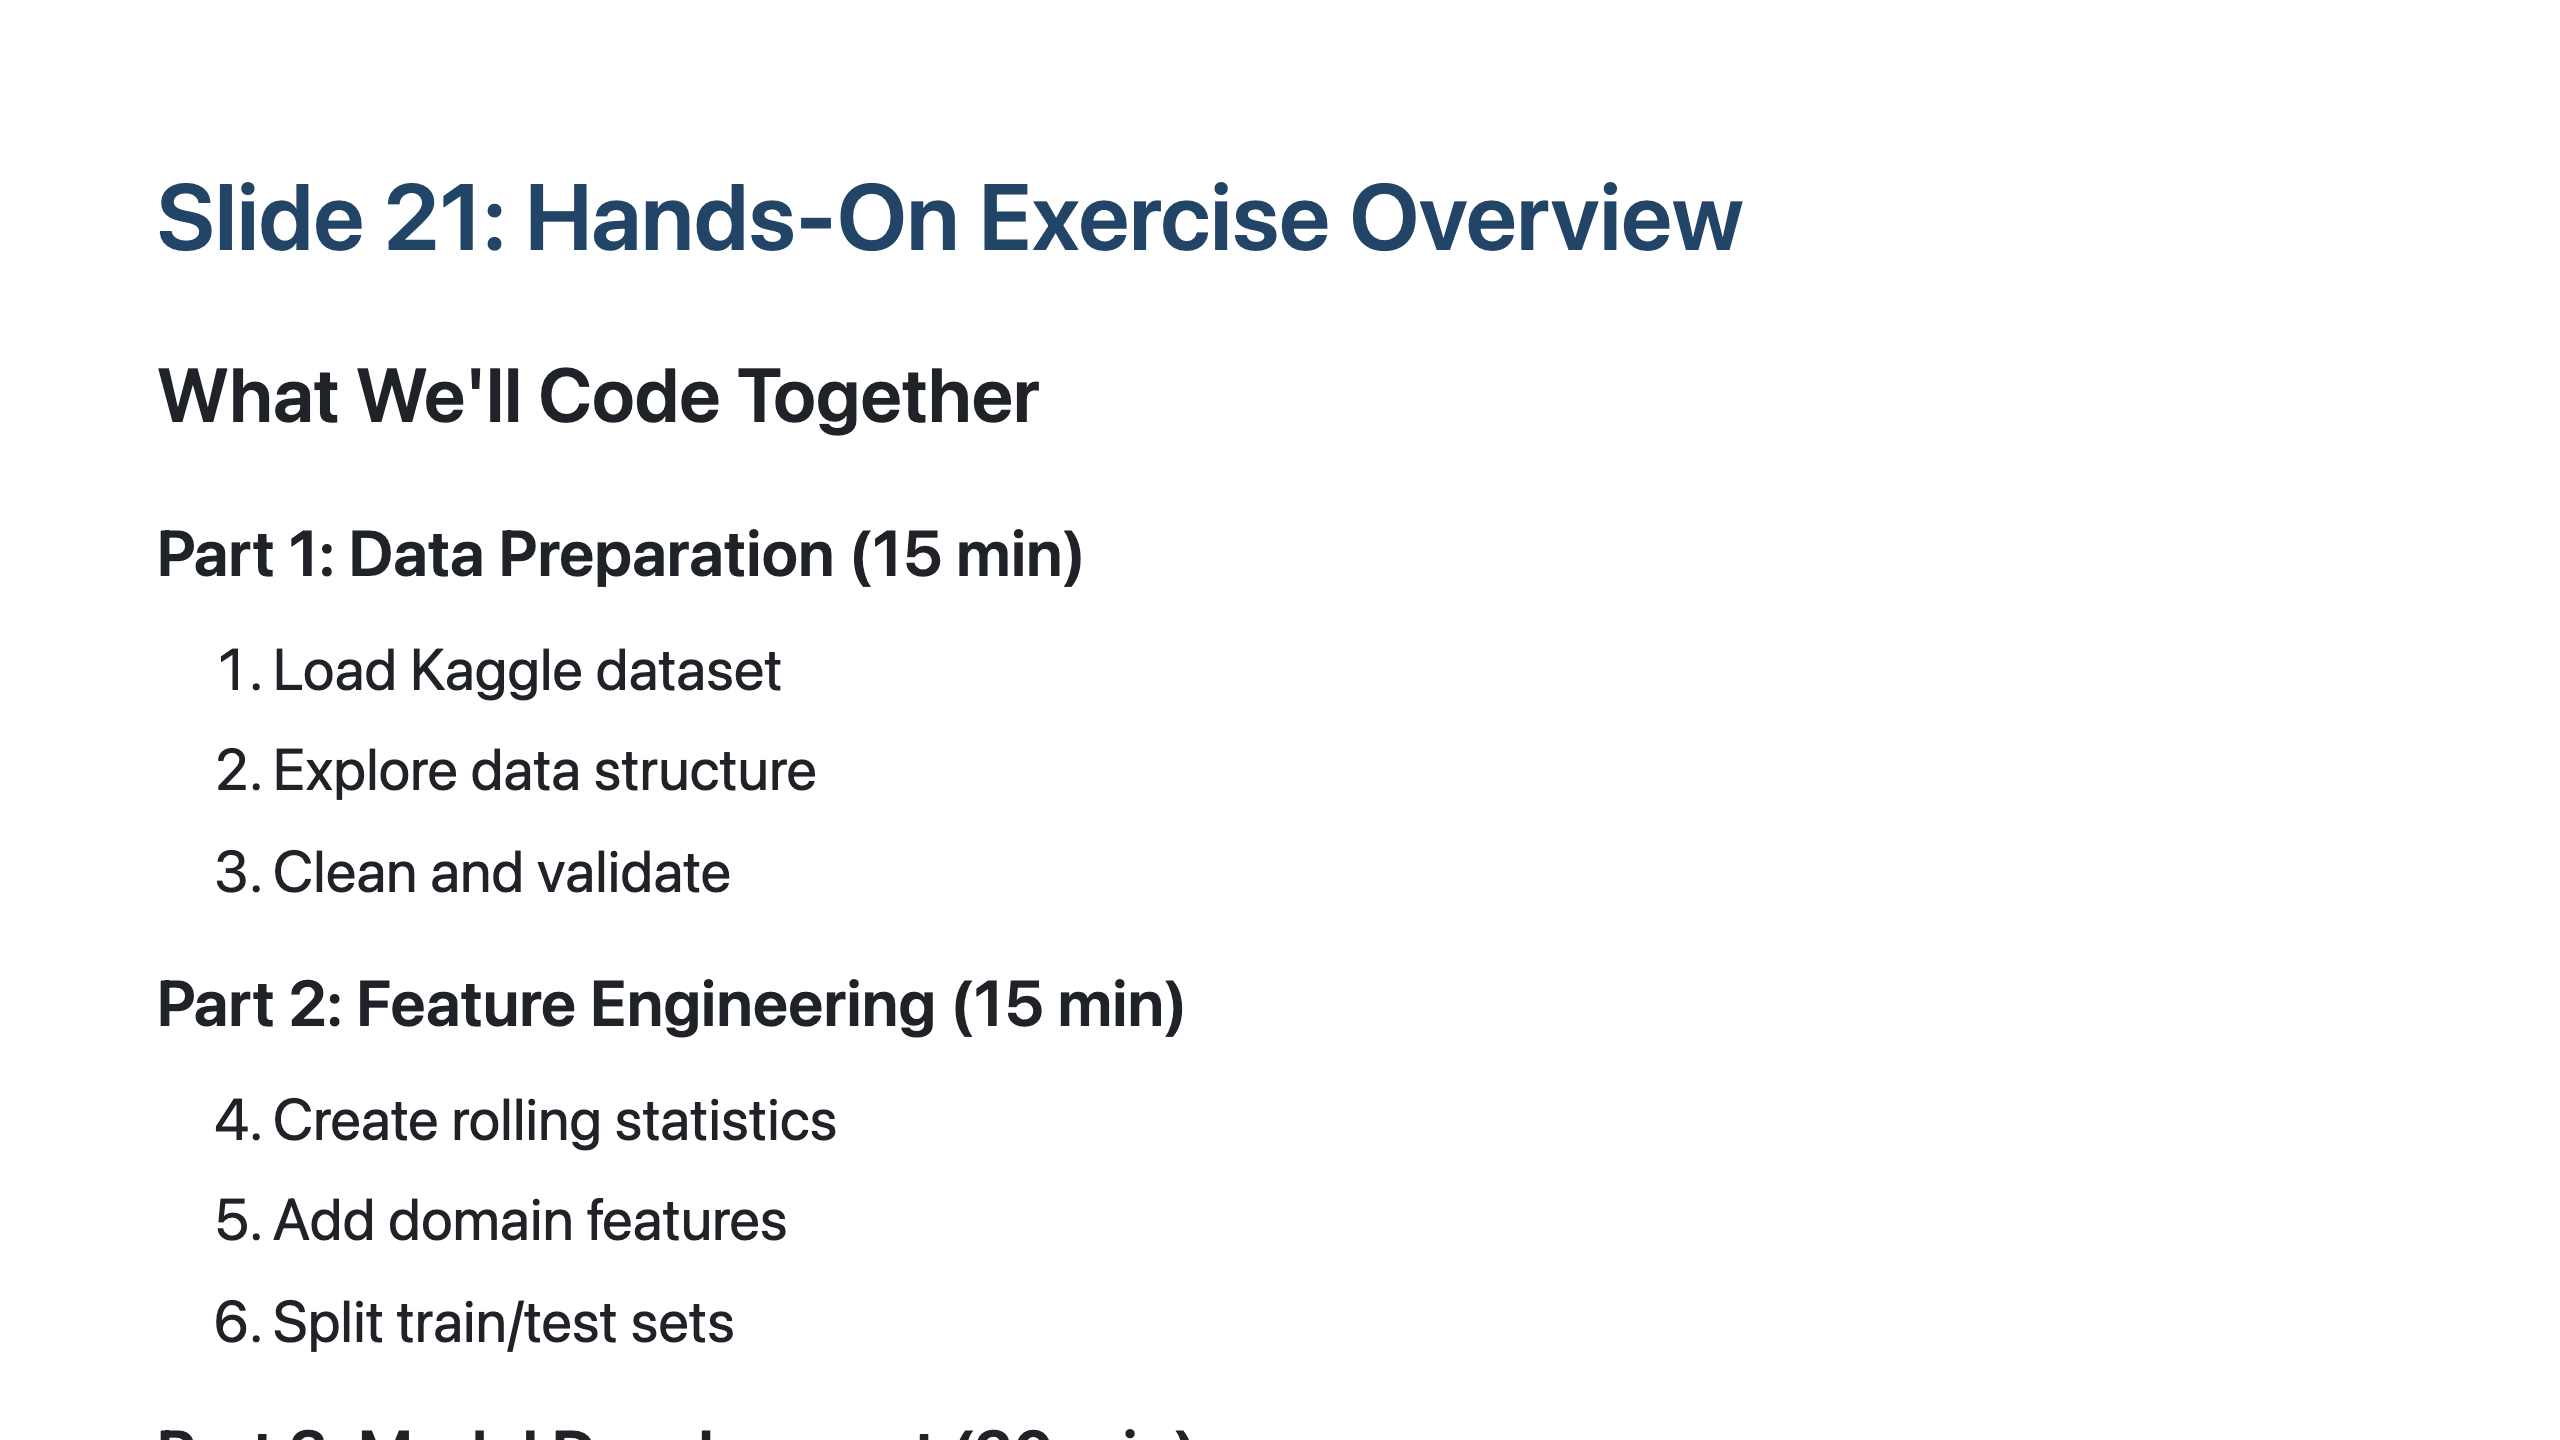 Slide 21: Hands-On Exercise Overview
What We'll Code Together
Part 1: Data Preparation (15 min)
1. Load Kaggle dataset
2. Explore data structure
3. Clean and validate
Part 2: Feature Engineering (15 min)
4. Create rolling statistics
5. Add domain features
6. Split train/test sets